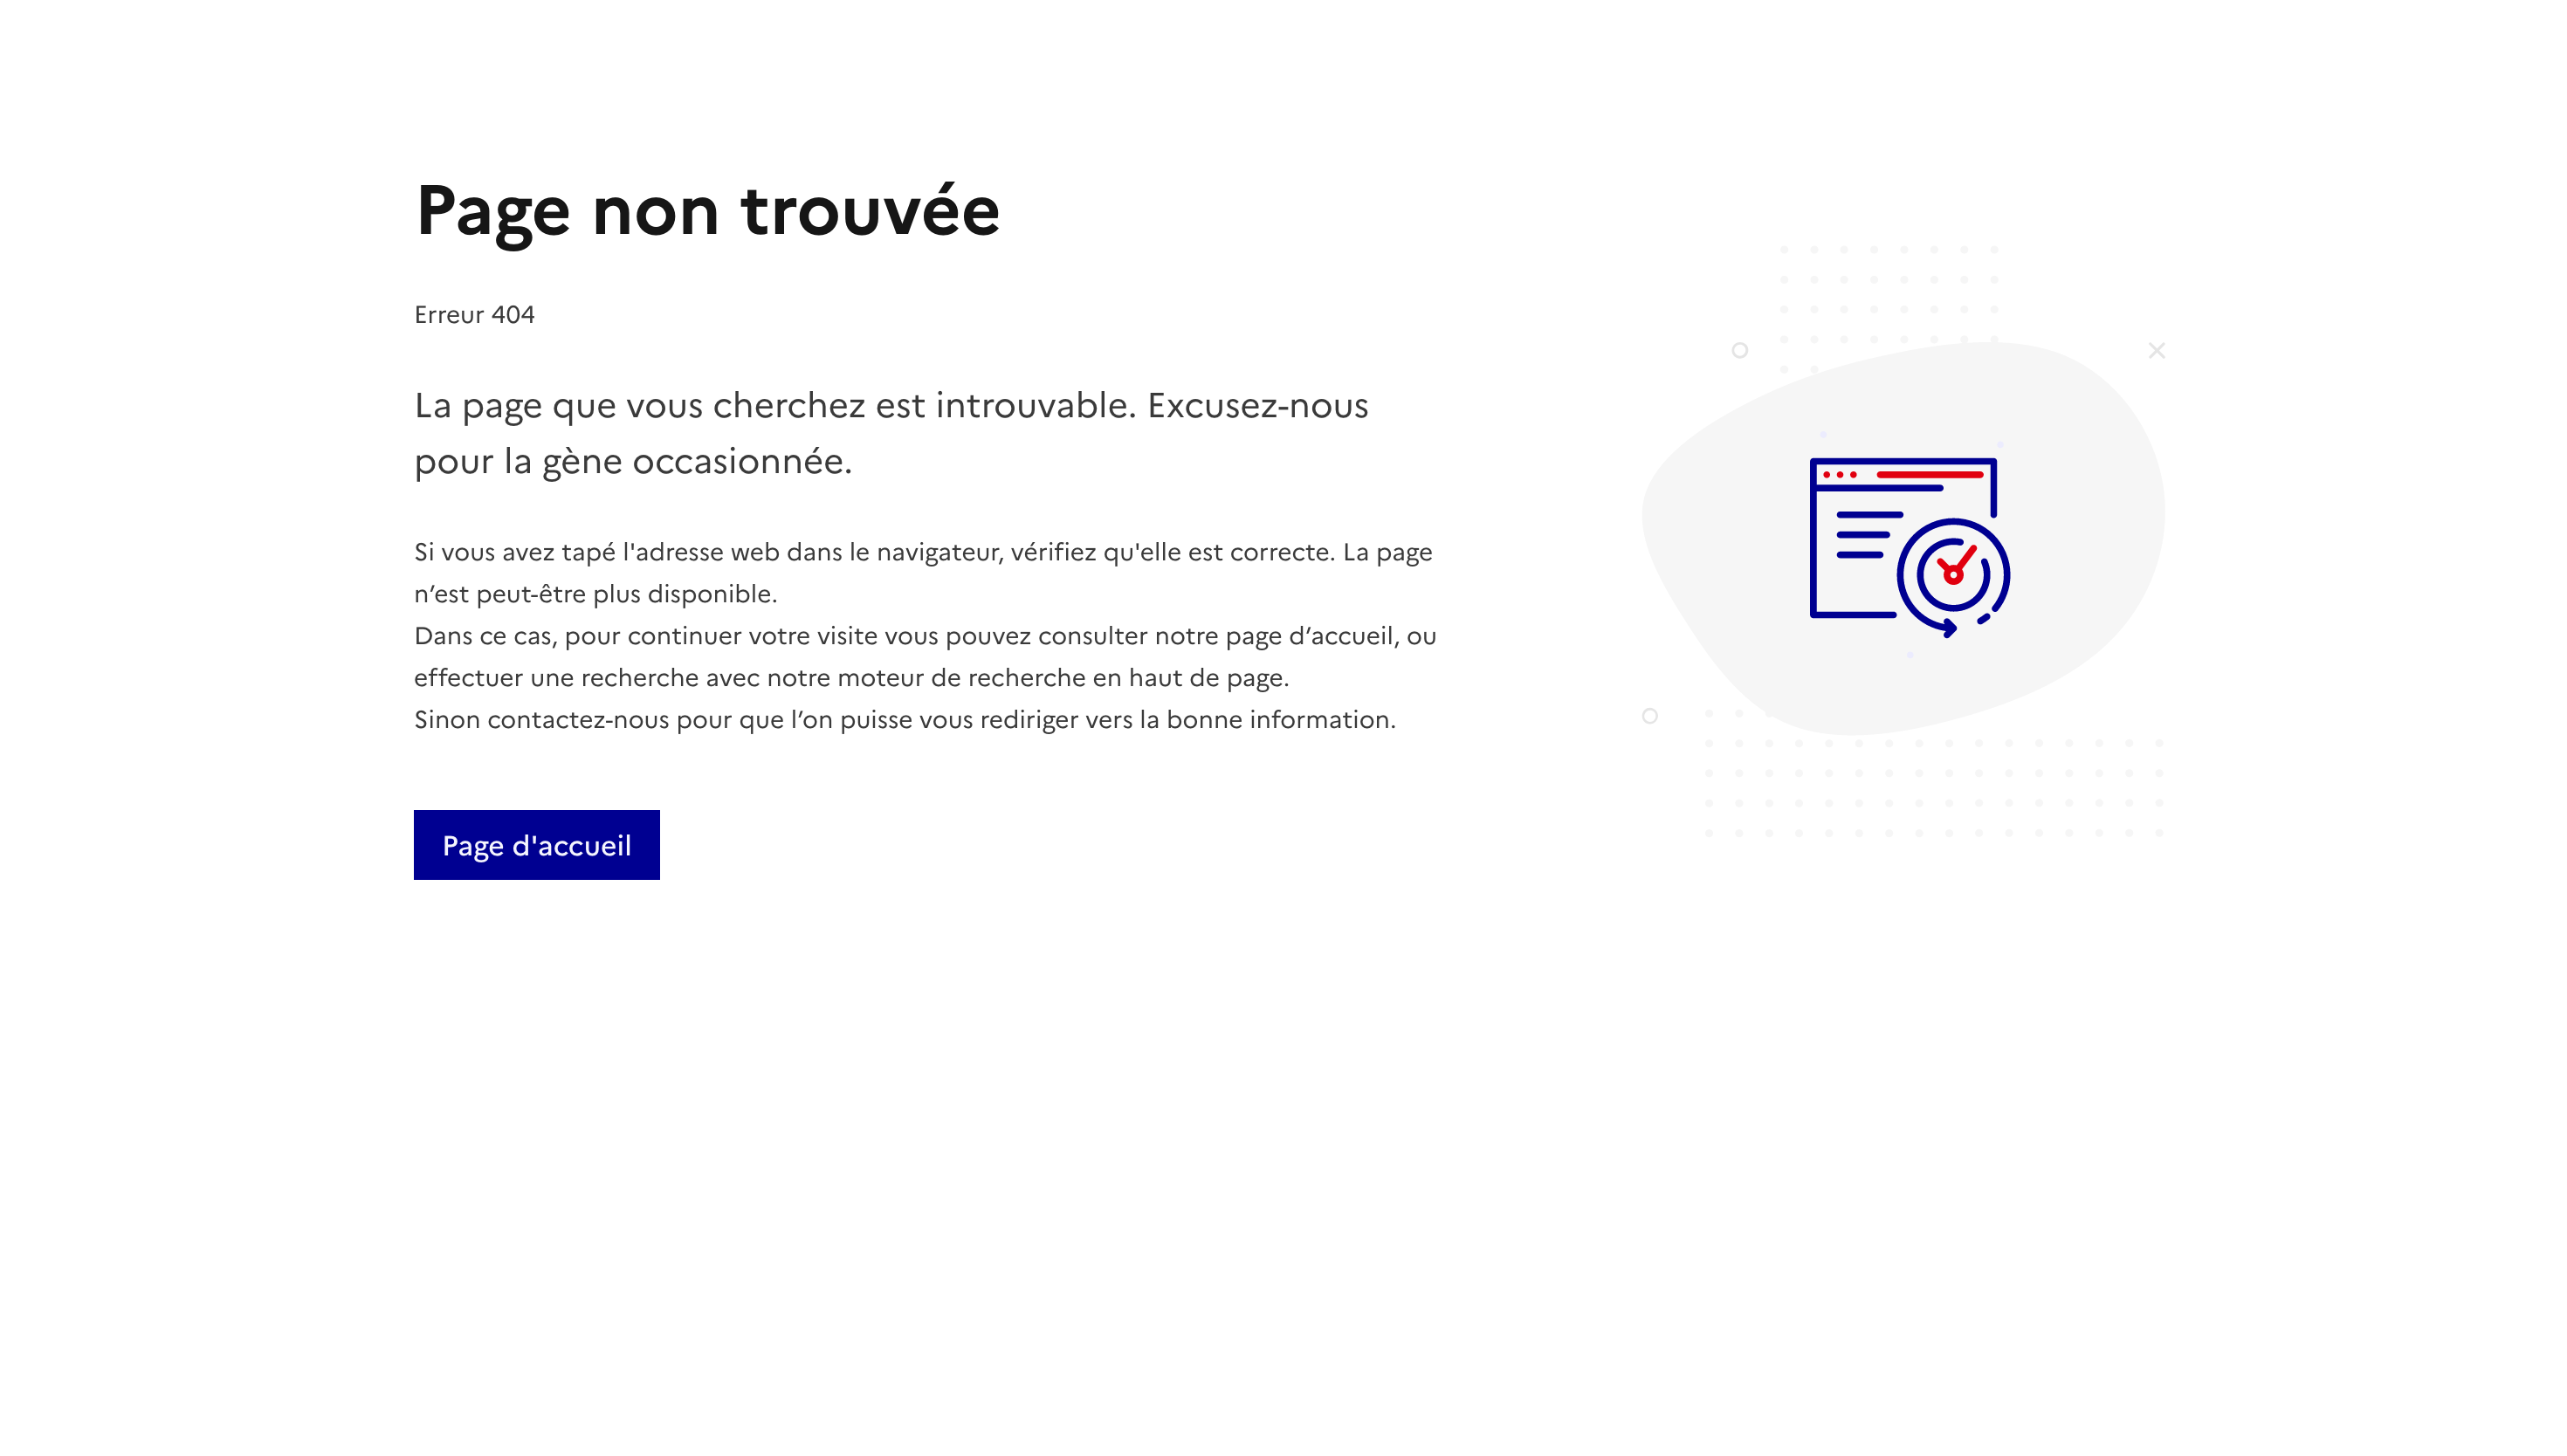 Page non trouvée
Erreur 404
La page que vous cherchez est introuvable. Excusez-nous
pour la gène occasionnée.
Si vous avez tapé l'adresse web dans le navigateur, vérifiez qu'elle est correcte. La page
n’est peut-être plus disponible.
Dans ce cas, pour continuer votre visite vous pouvez consulter notre page d’accueil, ou
effectuer une recherche avec notre moteur de recherche en haut de page.
Sinon contactez-nous pour que l’on puisse vous rediriger vers la bonne information.
Page d'accueil